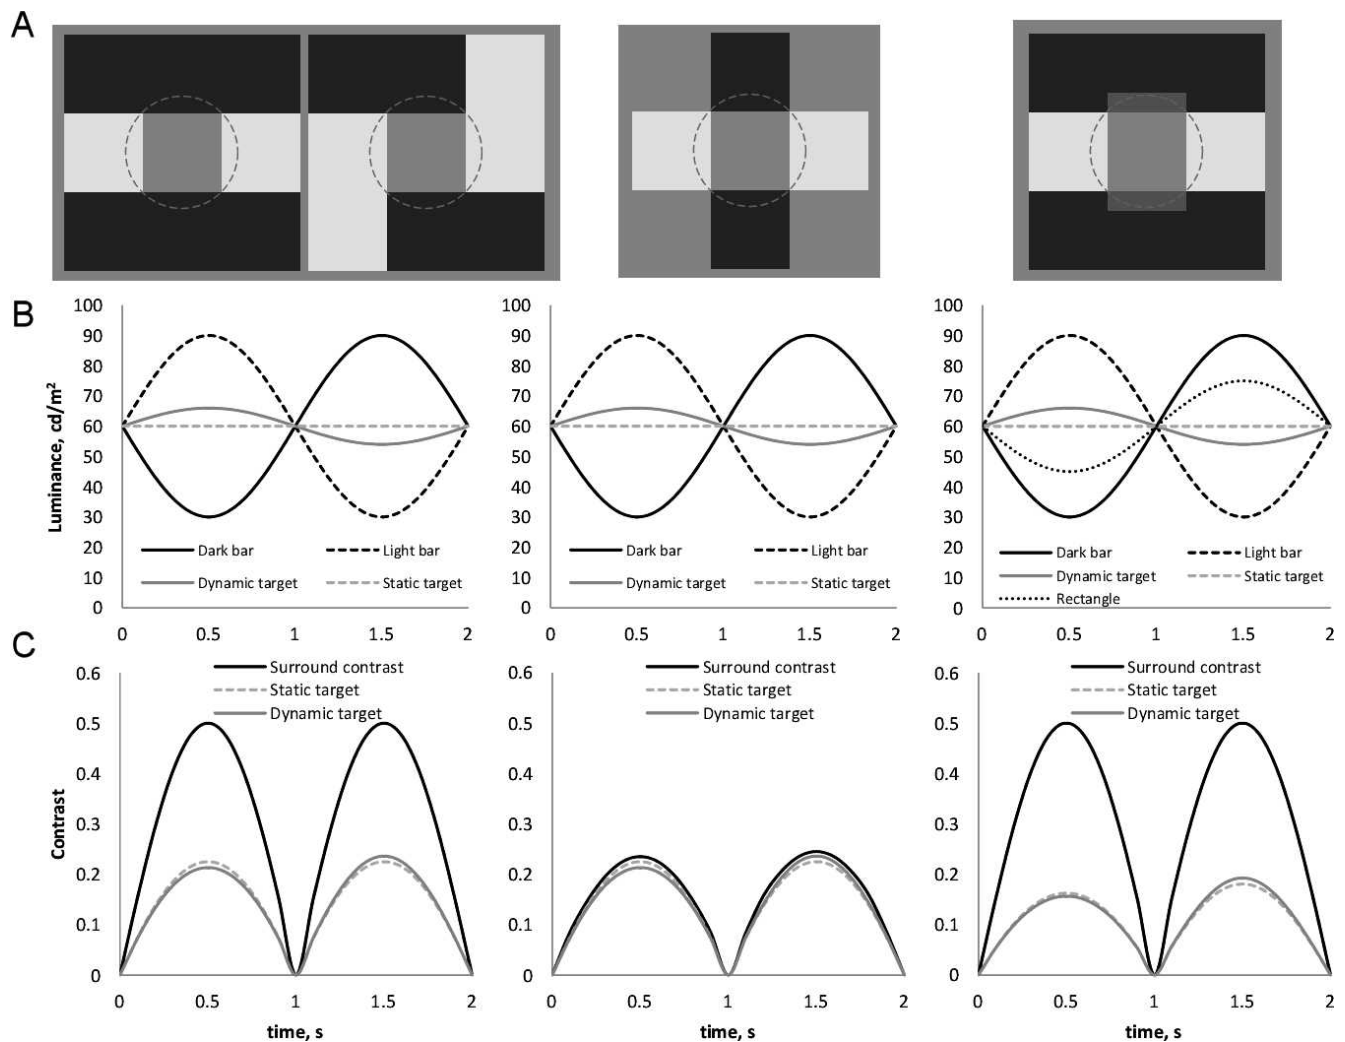 A
B
100
90
80
70
60
50
40
30
20
10
0
Luminance, cd/m²
Dark bar
Light bar
Dynamic target
Static target
0 0.5 1 1.5 2
100
90
80
70
60
50
40
30
20
10
0
Dark bar
Light bar
Dynamic target
Static target
0 0.5 1 1.5 2
100
90
80
70
60
50
40
30
20
10
0
Dark bar
Light bar
Dynamic target
Static target
Rectangle
0 0.5 1 1.5 2
C
Surround contrast
Static target
Dynamic target
0.6
0.5
0.4
0.3
0.2
0.1
0
Contrast
0 0.5 1 1.5 2
time, s
Surround contrast
Static target
Dynamic target
0.6
0.5
0.4
0.3
0.2
0.1
0
0 0.5 1 1.5 2
time, s
Surround contrast
Static target
Dynamic target
0.6
0.5
0.4
0.3
0.2
0.1
0
0 0.5 1 1.5 2
time, s